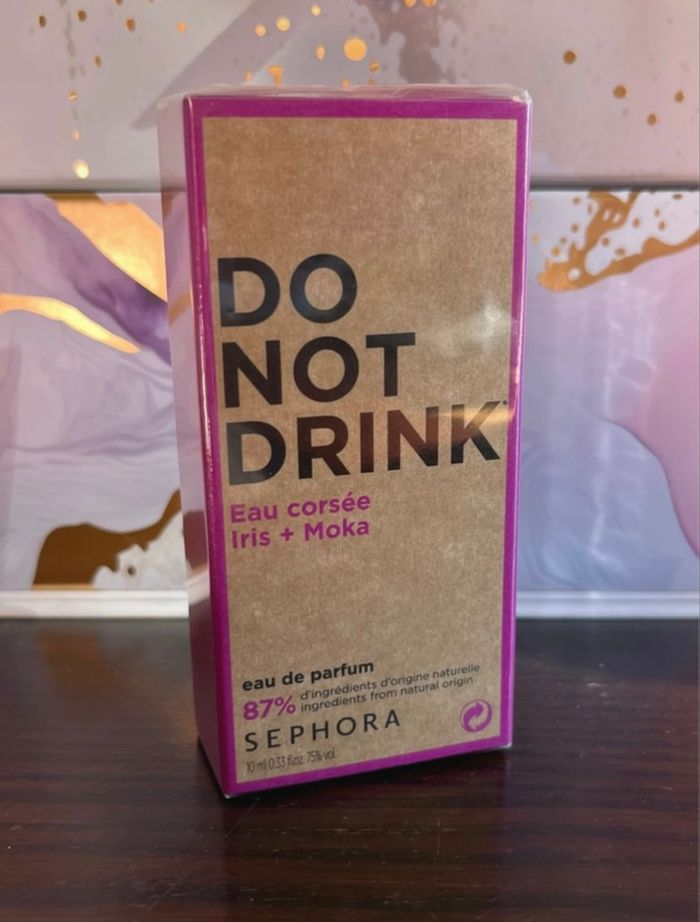 DO
NOT
DRINK*
Eau corsée
Iris + Moka
eau de parfum
87% d'ingrédients d'origine naturelle
ingredients from natural origin
SEPHORA
10 ml 0.33 fl.oz. 75% vol.